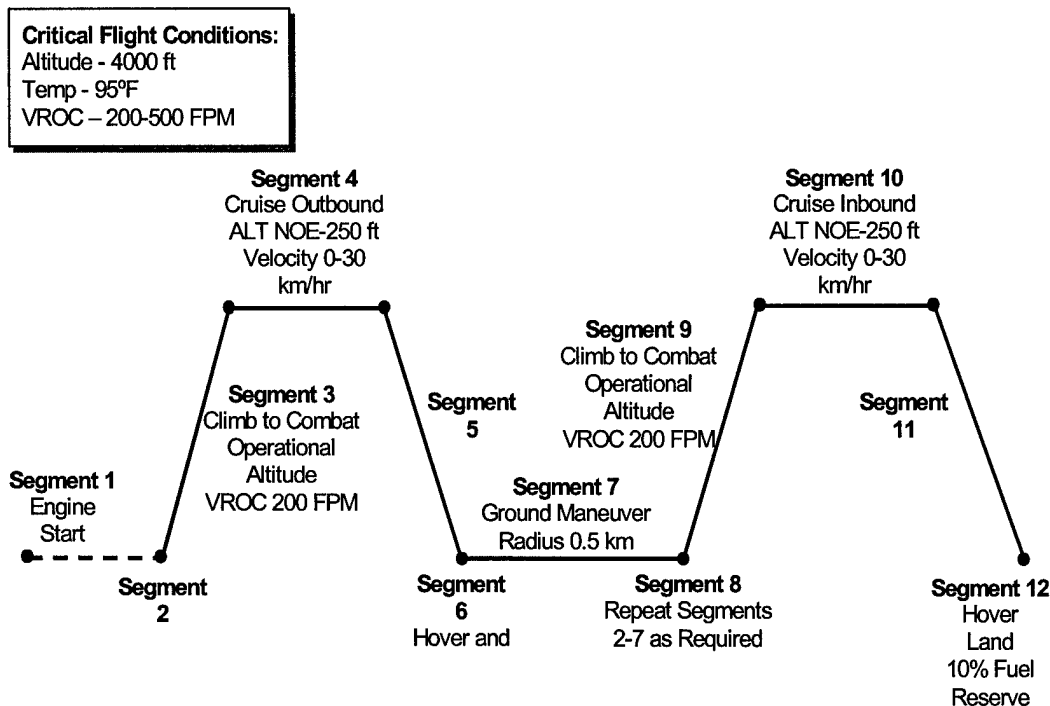 Critical Flight Conditions:
Altitude - 4000 ft
Temp - 95ºF
VROC – 200-500 FPM
Segment 4
Cruise Outbound
ALT NOE-250 ft
Velocity 0-30
km/hr
Segment 10
Cruise Inbound
ALT NOE-250 ft
Velocity 0-30
km/hr
Segment 3
Climb to Combat
Operational
Altitude
VROC 200 FPM
Segment
5
Segment 9
Climb to Combat
Operational
Altitude
VROC 200 FPM
Segment
11
Segment 1
Engine
Start
Segment 7
Ground Maneuver
Radius 0.5 km
Segment
2
Segment
6
Hover and
Segment 8
Repeat Segments
2-7 as Required
Segment 12
Hover
Land
10% Fuel
Reserve